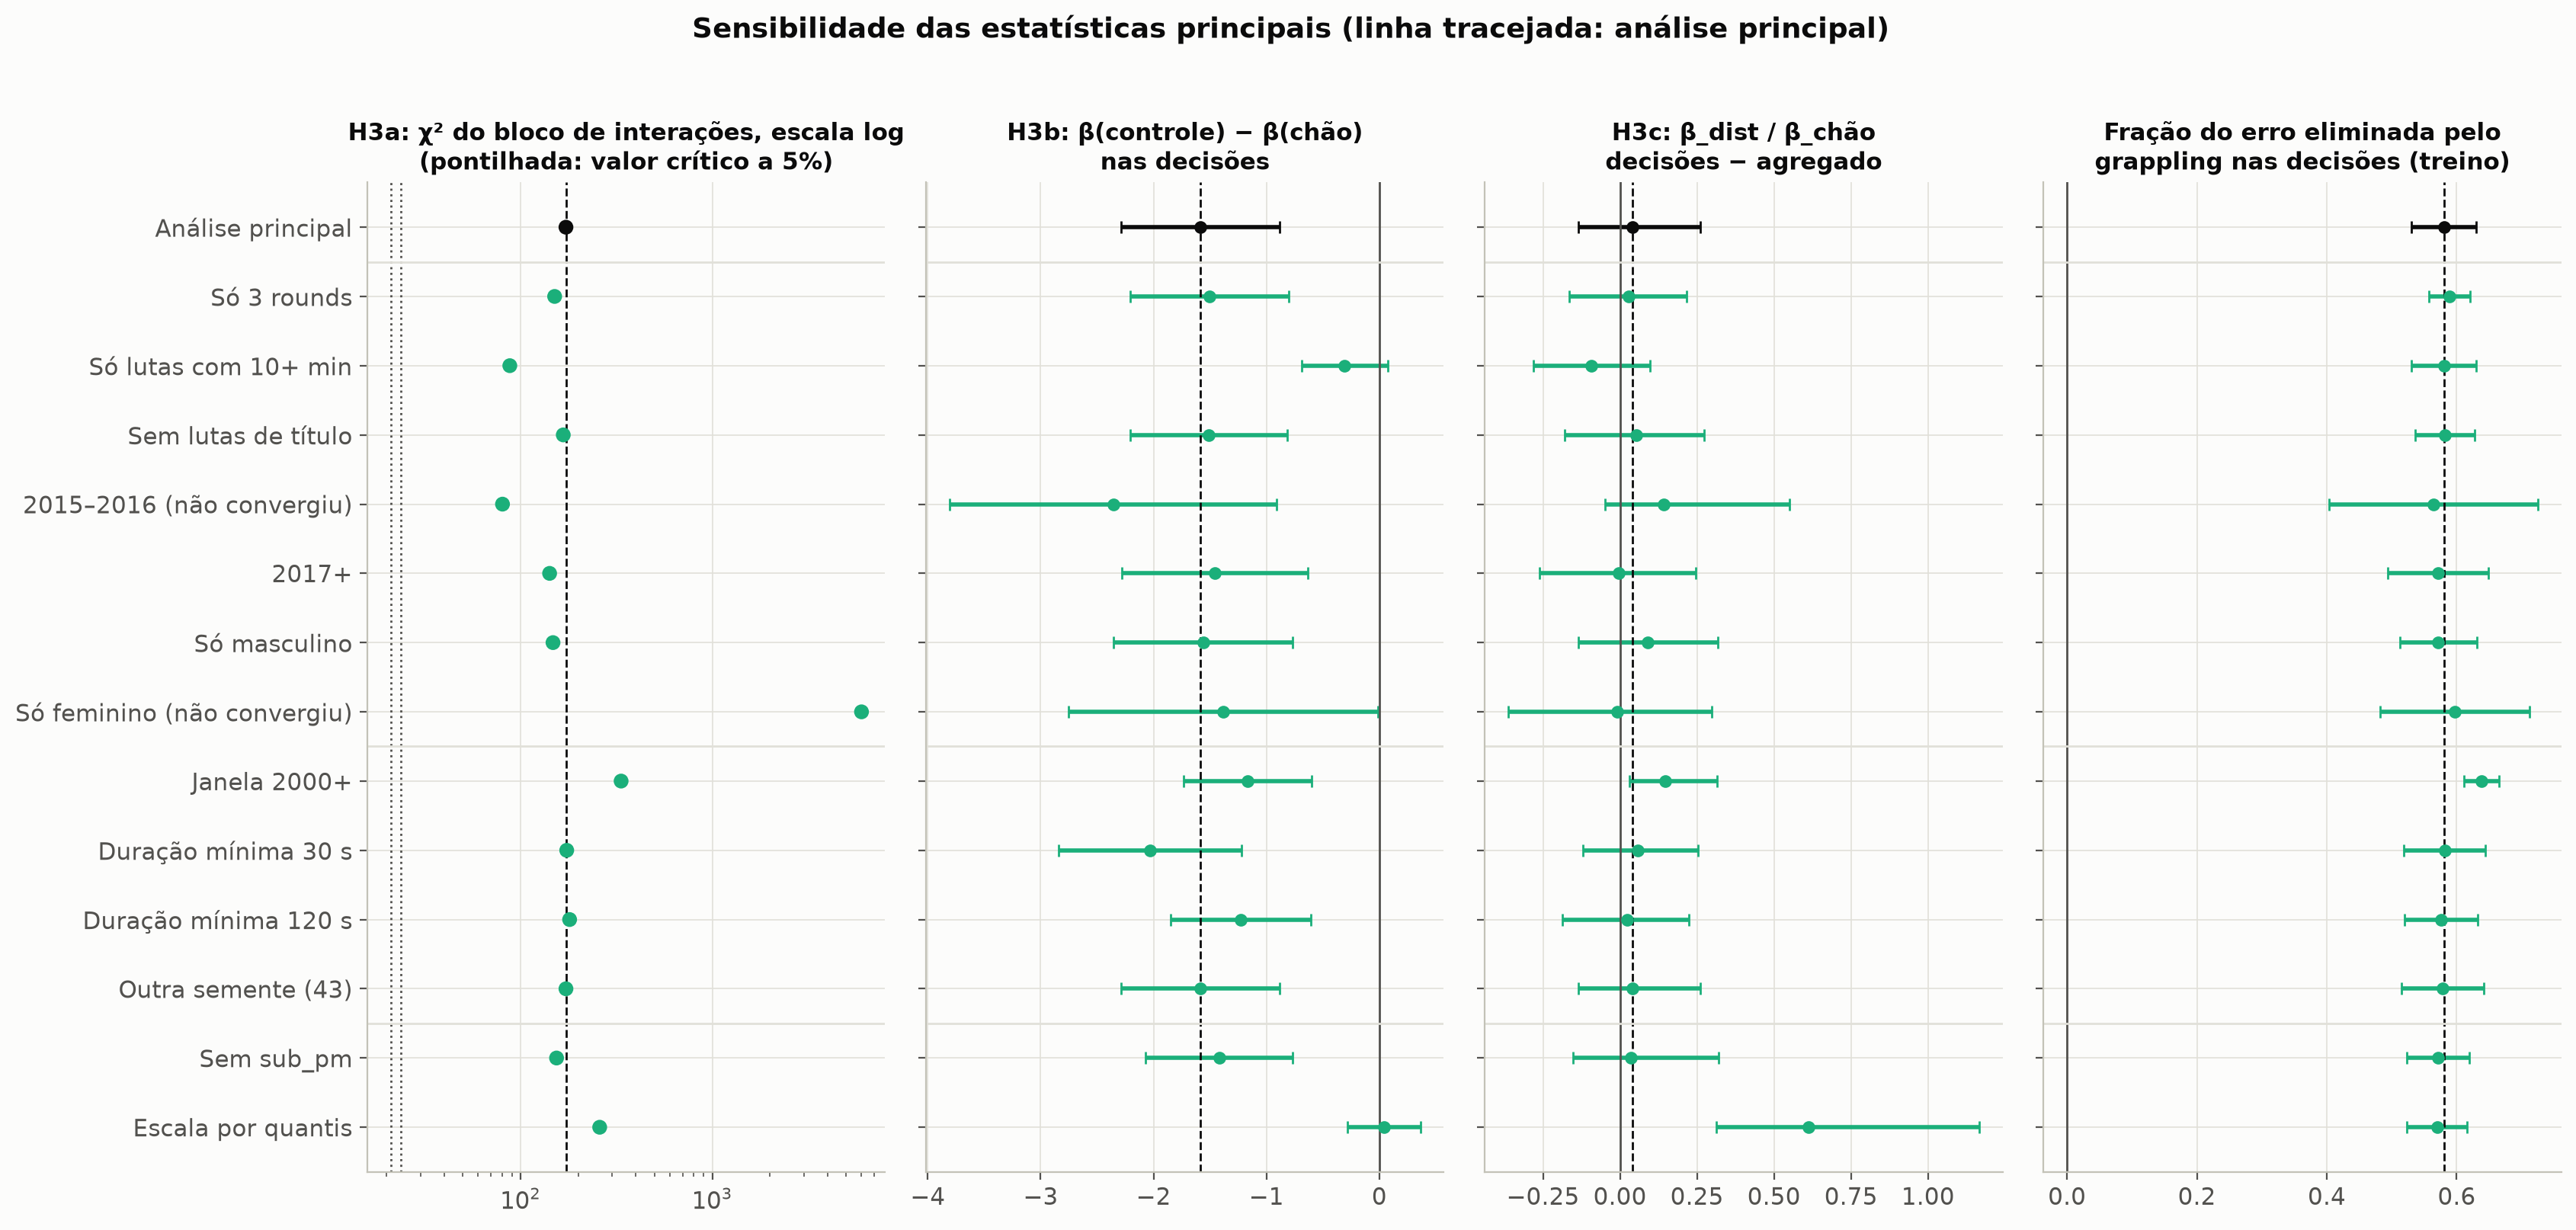 Sensibilidade das estatísticas principais (linha tracejada: análise principal)
H3a: χ² do bloco de interações, escala log
(pontilhada: valor crítico a 5%)
H3b: β(controle) − β(chão)
nas decisões
H3c: β_dist / β_chão
decisões − agregado
Fração do erro eliminada pelo
grappling nas decisões (treino)
Análise principal
Só 3 rounds
Só lutas com 10+ min
Sem lutas de título
2015–2016 (não convergiu)
2017+
Só masculino
Só feminino (não convergiu)
Janela 2000+
Duração mínima 30 s
Duração mínima 120 s
Outra semente (43)
Sem sub_pm
Escala por quantis
10² 10³
−4 −3 −2 −1 0
−0.25 0.00 0.25 0.50 0.75 1.00
0.0 0.2 0.4 0.6